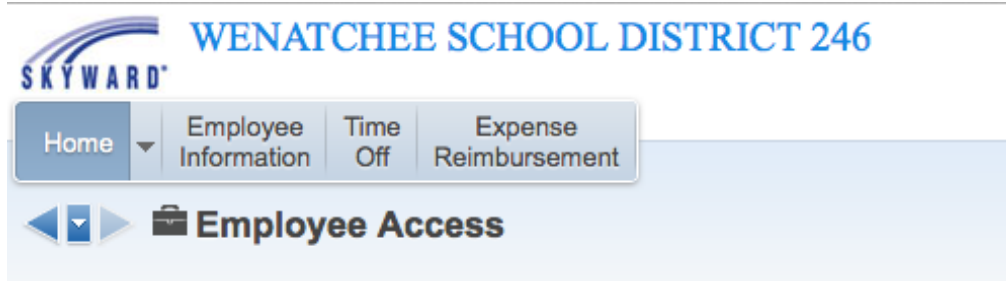 WENATCHEE SCHOOL DISTRICT 246
SKYWARD®
Home
Employee Information
Time Off
Expense Reimbursement
Employee Access